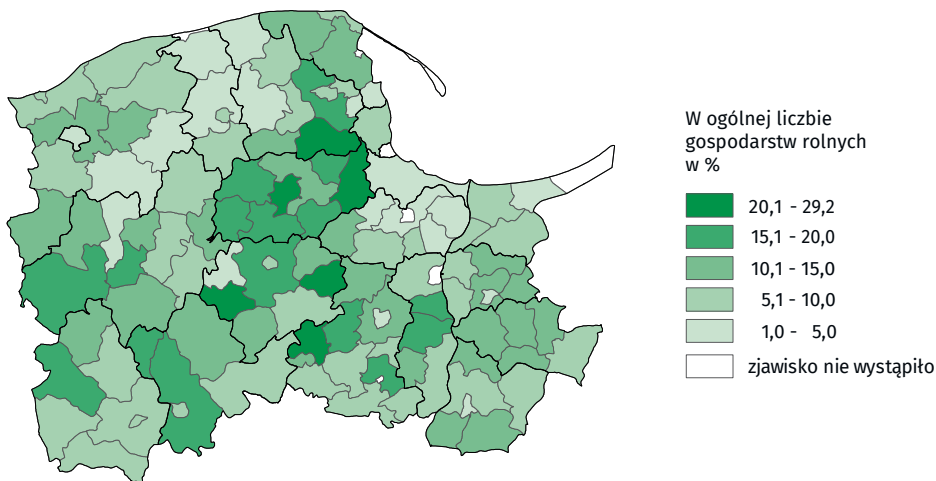 W ogólnej liczbie
gospodarstw rolnych
w %
20,1 - 29,2
15,1 - 20,0
10,1 - 15,0
5,1 - 10,0
1,0 - 5,0
zjawisko nie wystąpiło